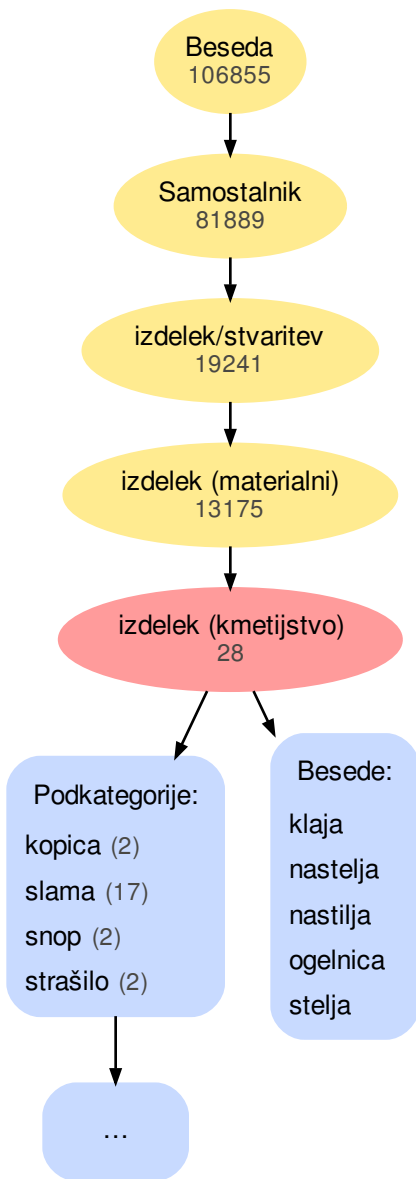 Beseda
106855
Samostalnik
81889
izdelek/stvaritev
19241
izdelek (materialni)
13175
izdelek (kmetijstvo)
28
Podkategorije:
kopica (2)
slama (17)
snop (2)
strašilo (2)
Besede:
klaja
nastelja
nastilja
ogelnica
stelja
...